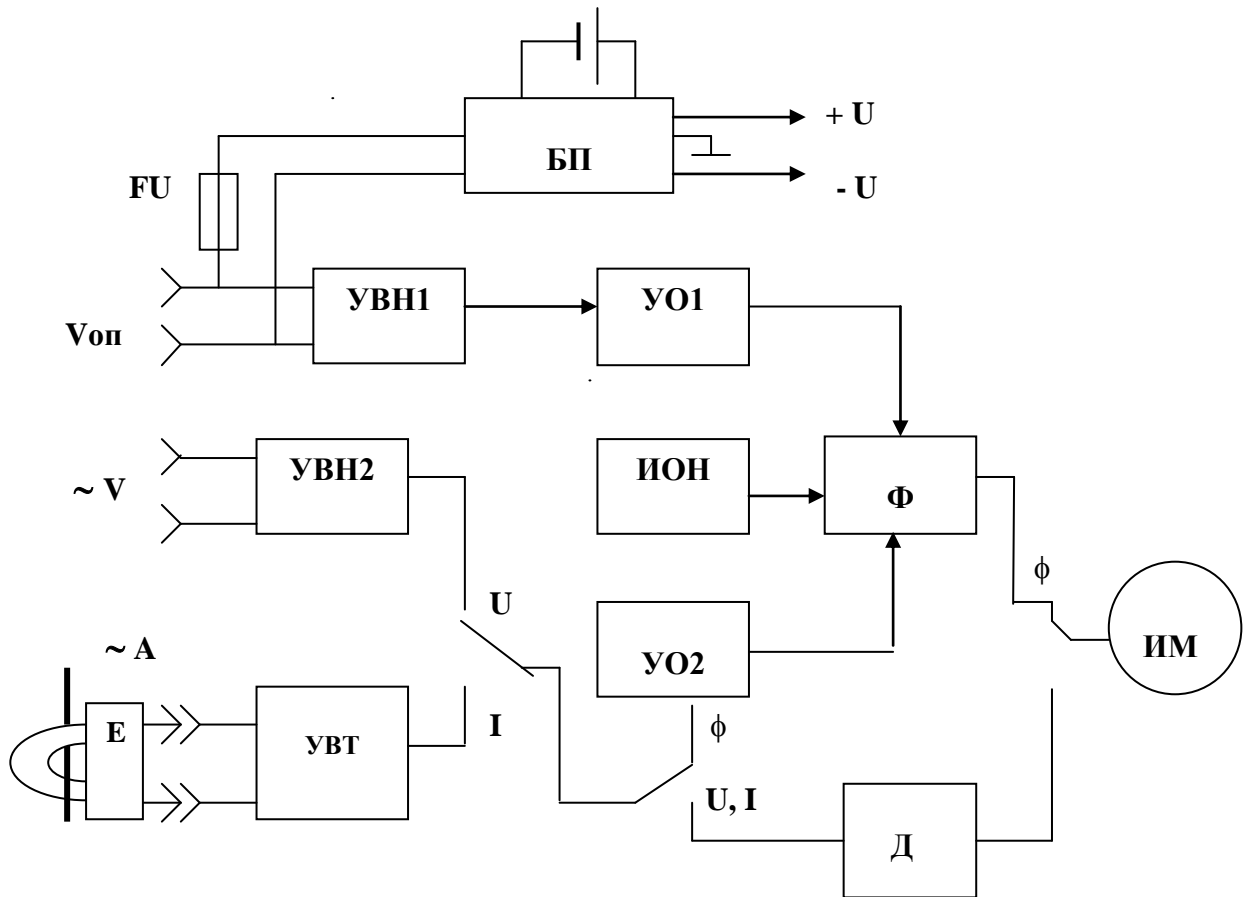 + U
БП
FU
- U
УВН1
УО1
Vоп
УВН2
ИОН
Ф
~ V
ϕ
U
ИМ
~ A
УО2
Е
I
УВТ
ϕ
U, I
Д